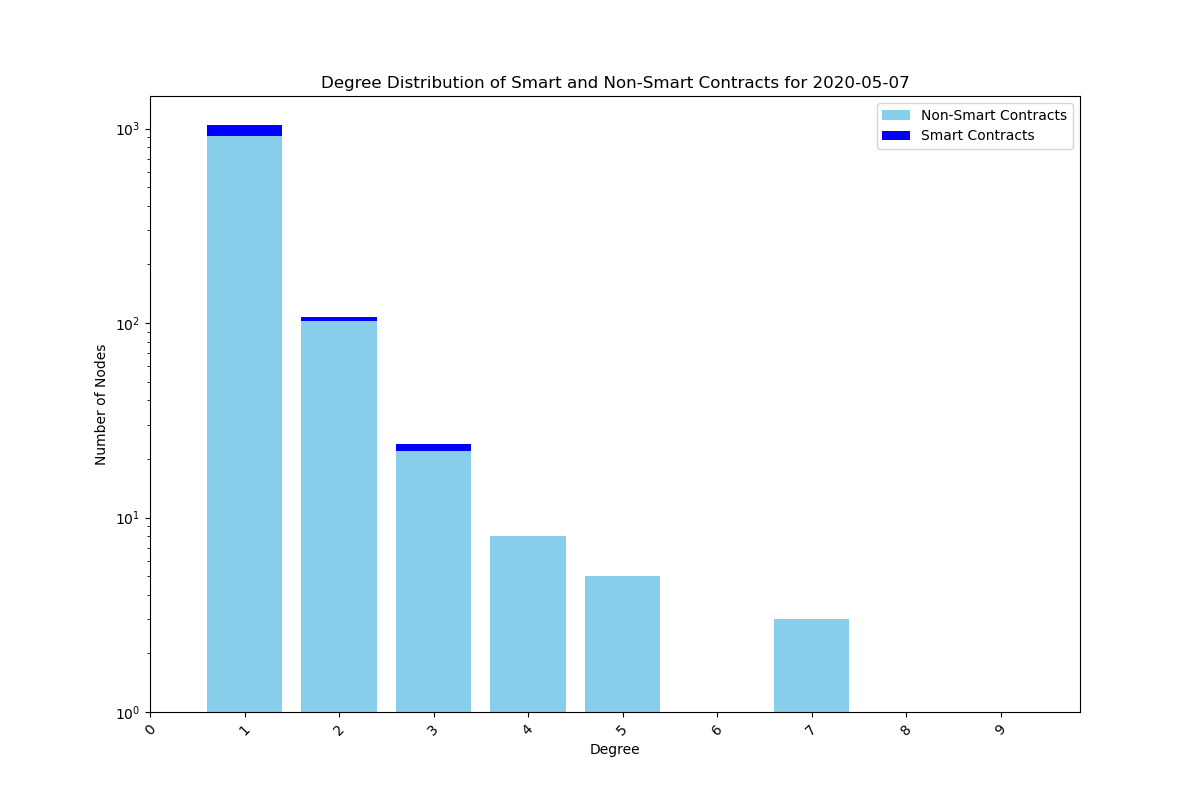 Degree Distribution of Smart and Non-Smart Contracts for 2020-05-07
Non-Smart Contracts
Smart Contracts
Number of Nodes
10³
10²
10¹
10⁰
0 1 2 3 4 5 6 7 8 9
Degree